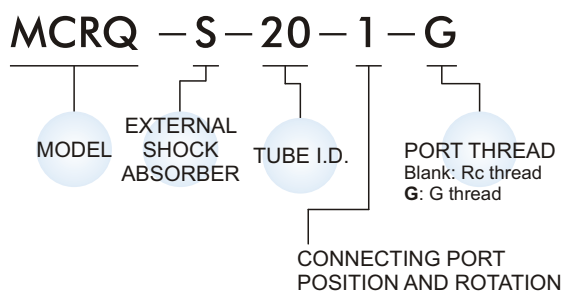 MCRQ – S – 20 – 1 – G
MODEL
EXTERNAL
SHOCK
ABSORBER
TUBE I.D.
PORT THREAD
Blank: Rc thread
G: G thread
CONNECTING PORT
POSITION AND ROTATION